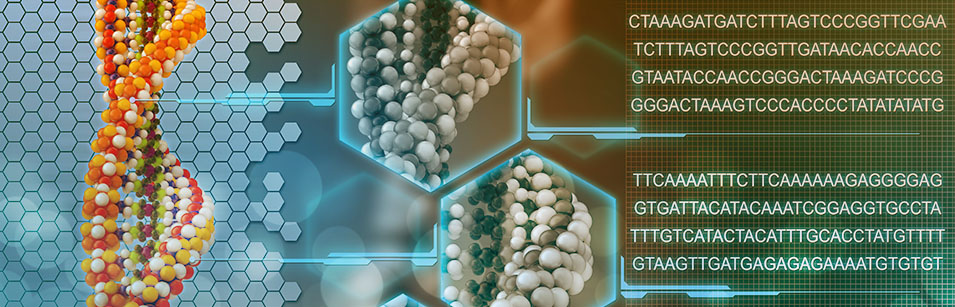 CTAAAGATGATCTTTAGTCCCGGTTCGAA
TCTTTAGTCCCGGTTGATAACACCAACC
GTAATACCAACCGGGACTAAAGATCCCG
GGGACTAAAGTCCCACCCCTATATATATG
TTCAAAATTTCTTCAAAAAAGAGGGGAG
GTGATTACATACAAATCGGAGGTGCCTA
TTTGTCATACTACATTTGCACCTATGTTTT
GTAAGTTGATGAGAGAGAAAATGTGTGT